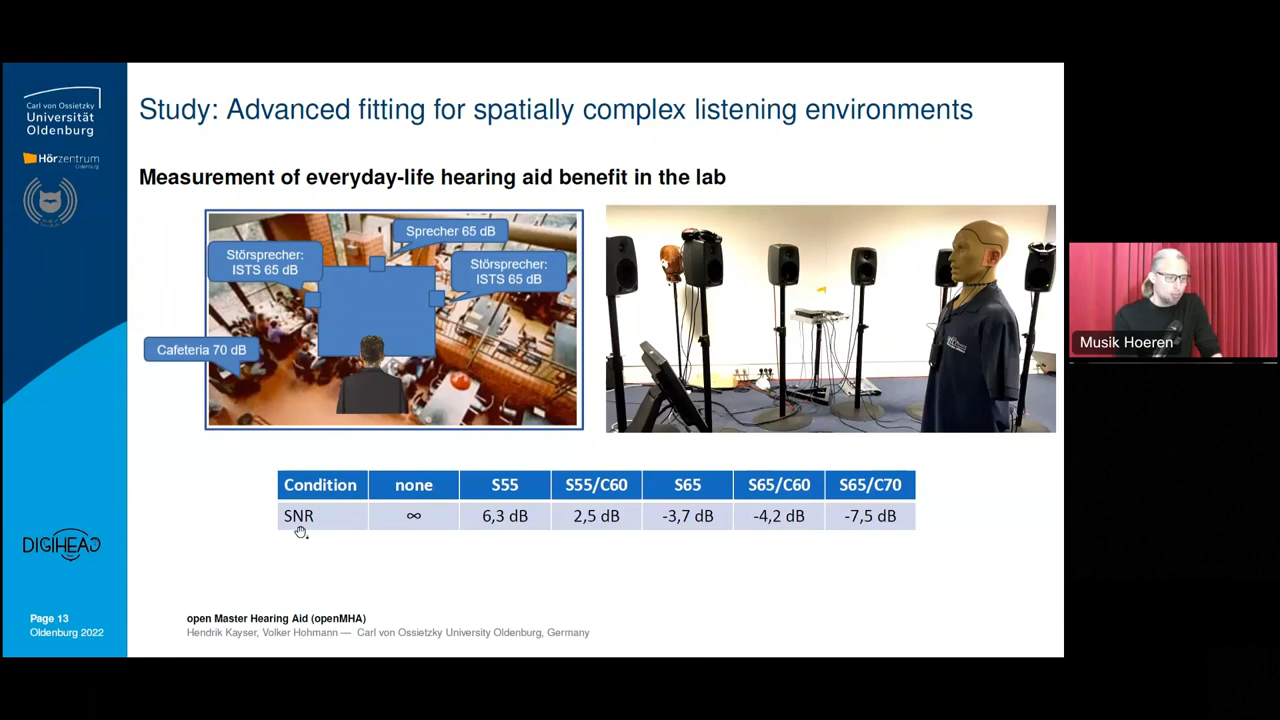 Carl von Ossietzky
Universität
Oldenburg
Hörzentrum
Oldenburg
Study: Advanced fitting for spatially complex listening environments
Measurement of everyday-life hearing aid benefit in the lab
Sprecher 65 dB
Störsprecher:
ISTS 65 dB
Störsprecher:
ISTS 65 dB
Cafeteria 70 dB
Musik Hoeren
Condition none S55 S55/C60 S65 S65/C60 S65/C70
SNR ∞ 6,3 dB 2,5 dB -3,7 dB -4,2 dB -7,5 dB
DIGIHEAD
Page 13
Oldenburg 2022
open Master Hearing Aid (openMHA)
Hendrik Kayser, Volker Hohmann — Carl von Ossietzky University Oldenburg, Germany